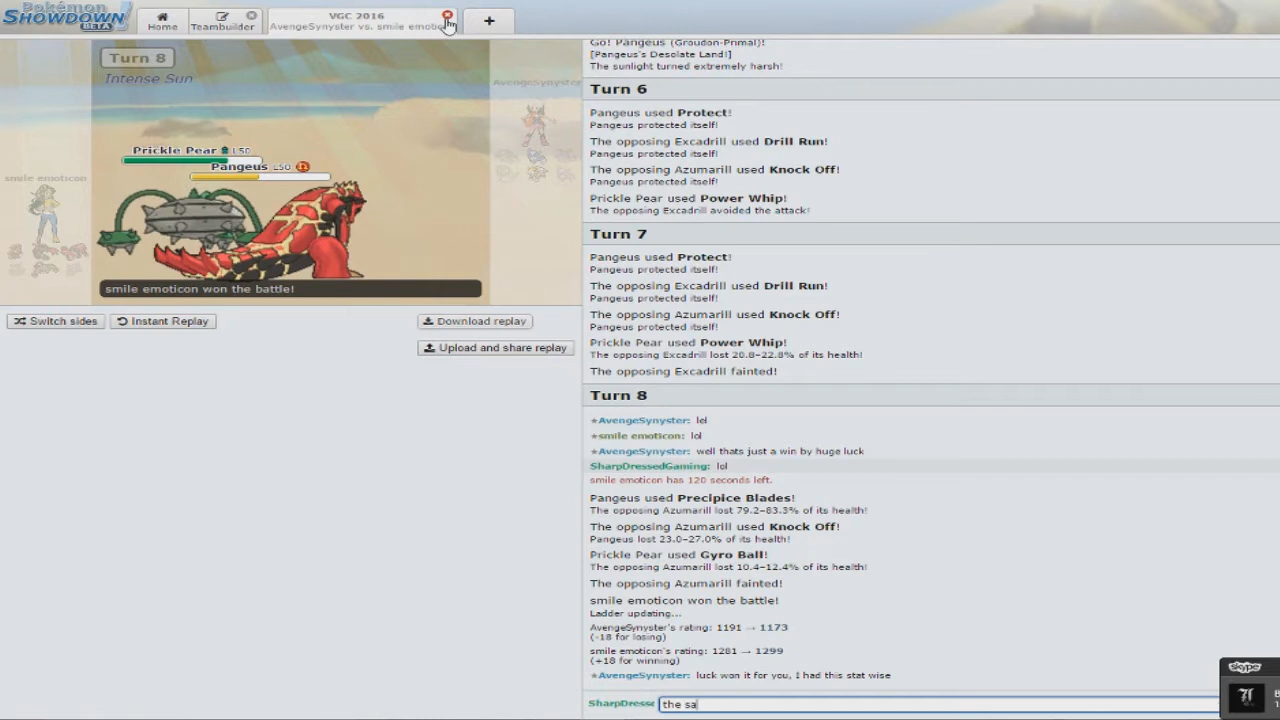 Pokémon
SHOWDOWN
BETA
Home
Teambuilder
VGC 2016
AvengeSynyster vs. smile emotic
+
Turn 8
Intense Sun
AvengeSynyster
smile emoticon
Prickle Pear L50
Pangeus L50
smile emoticon won the battle!
Switch sides
Instant Replay
Download replay
Upload and share replay
Go! Pangeus (Groudon-Primal)!
[Pangeus's Desolate Land!]
The sunlight turned extremely harsh!
Turn 6
Pangeus used Protect!
Pangeus protected itself!
The opposing Excadrill used Drill Run!
Pangeus protected itself!
The opposing Azumarill used Knock Off!
Pangeus protected itself!
Prickle Pear used Power Whip!
The opposing Excadrill avoided the attack!
Turn 7
Pangeus used Protect!
Pangeus protected itself!
The opposing Excadrill used Drill Run!
Pangeus protected itself!
The opposing Azumarill used Knock Off!
Pangeus protected itself!
Prickle Pear used Power Whip!
The opposing Excadrill lost 20.8–22.8% of its health!
The opposing Excadrill fainted!
Turn 8
★AvengeSynyster: lel
★smile emoticon: lol
★AvengeSynyster: well thats just a win by huge luck
SharpDressedGaming: lol
smile emoticon has 120 seconds left.
Pangeus used Precipice Blades!
The opposing Azumarill lost 79.2–83.3% of its health!
The opposing Azumarill used Knock Off!
Pangeus lost 23.0–27.0% of its health!
Prickle Pear used Gyro Ball!
The opposing Azumarill lost 10.4–12.4% of its health!
The opposing Azumarill fainted!
smile emoticon won the battle!
Ladder updating...
AvengeSynyster's rating: 1191 → 1173
(-18 for losing)
smile emoticon's rating: 1281 → 1299
(+18 for winning)
★AvengeSynyster: luck won it for you, I had this stat wise
SharpDresse
the sa
skype